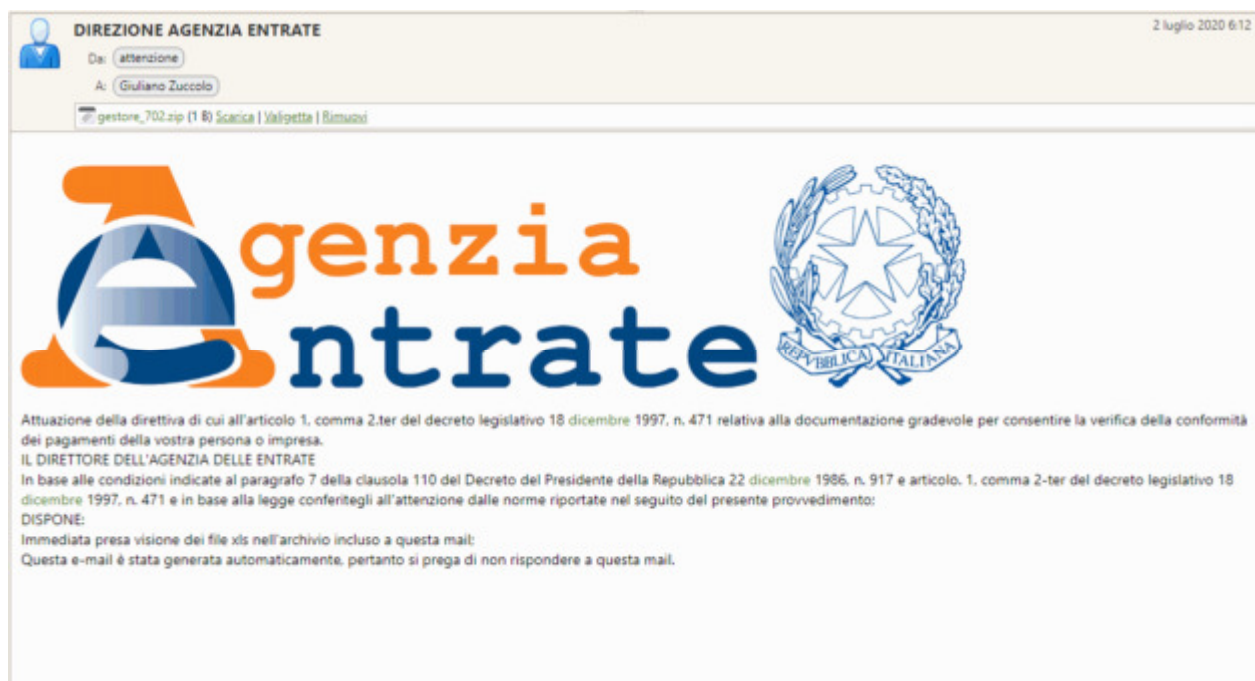 DIREZIONE AGENZIA ENTRATE
2 luglio 2020 6:12
Da: attenzione
A: Giuliano Zuccolo
gestore_702.zip (1 B) Scarica | Valigetta | Rimuovi
Agenzia
Entrate
REPVBBLICA ITALIANA
Attuazione della direttiva di cui all'articolo 1, comma 2.ter del decreto legislativo 18 dicembre 1997, n. 471 relativa alla documentazione gradevole per consentire la verifica della conformità
dei pagamenti della vostra persona o impresa.
IL DIRETTORE DELL'AGENZIA DELLE ENTRATE
In base alle condizioni indicate al paragrafo 7 della clausola 110 del Decreto del Presidente della Repubblica 22 dicembre 1986, n. 917 e articolo. 1, comma 2-ter del decreto legislativo 18
dicembre 1997, n. 471 e in base alla legge conferitegli all'attenzione dalle norme riportate nel seguito del presente provvedimento;
DISPONE:
Immediata presa visione dei file xls nell'archivio incluso a questa mail;
Questa e-mail è stata generata automaticamente, pertanto si prega di non rispondere a questa mail.